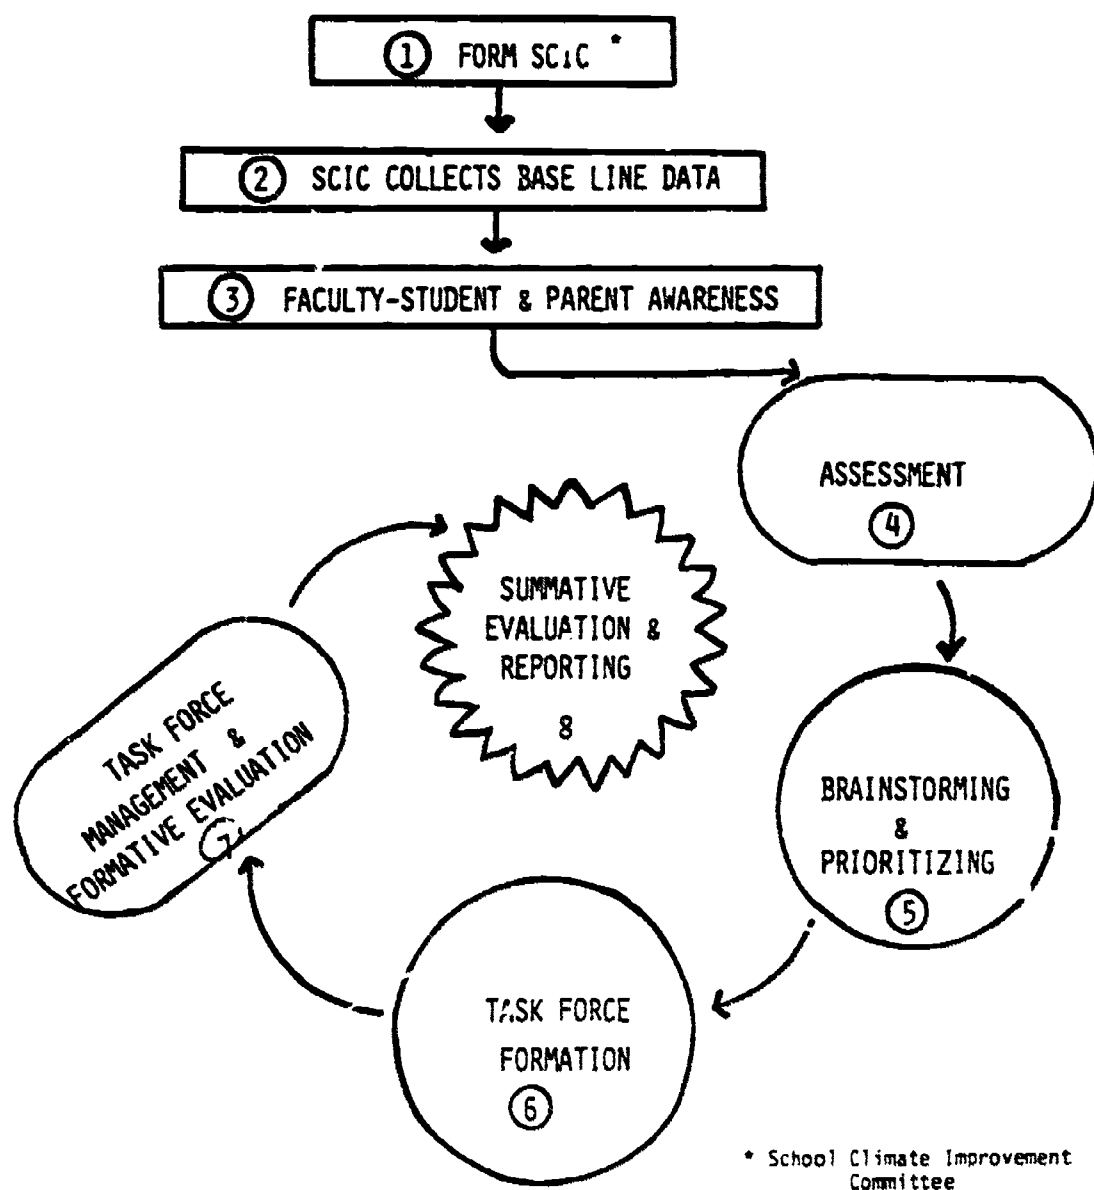 1 FORM SCIC *
2 SCIC COLLECTS BASE LINE DATA
3 FACULTY-STUDENT & PARENT AWARENESS
ASSESSMENT
4
SUMMATIVE
EVALUATION &
REPORTING
8
TASK FORCE
MANAGEMENT &
FORMATIVE EVALUATION
7
BRAINSTORMING
&
PRIORITIZING
5
TASK FORCE
FORMATION
6
* School Climate Improvement
Committee